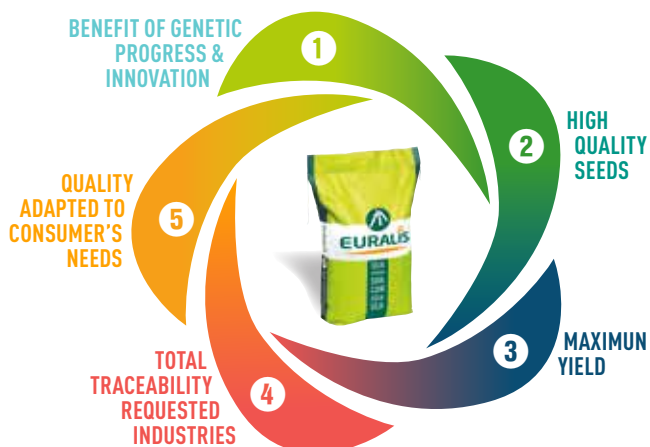 BENEFIT OF GENETIC
PROGRESS &
INNOVATION
1
2
HIGH
QUALITY
SEEDS
3
MAXIMUN
YIELD
4
TOTAL
TRACEABILITY
REQUESTED
INDUSTRIES
5
QUALITY
ADAPTED TO
CONSUMER'S
NEEDS
EURALIS